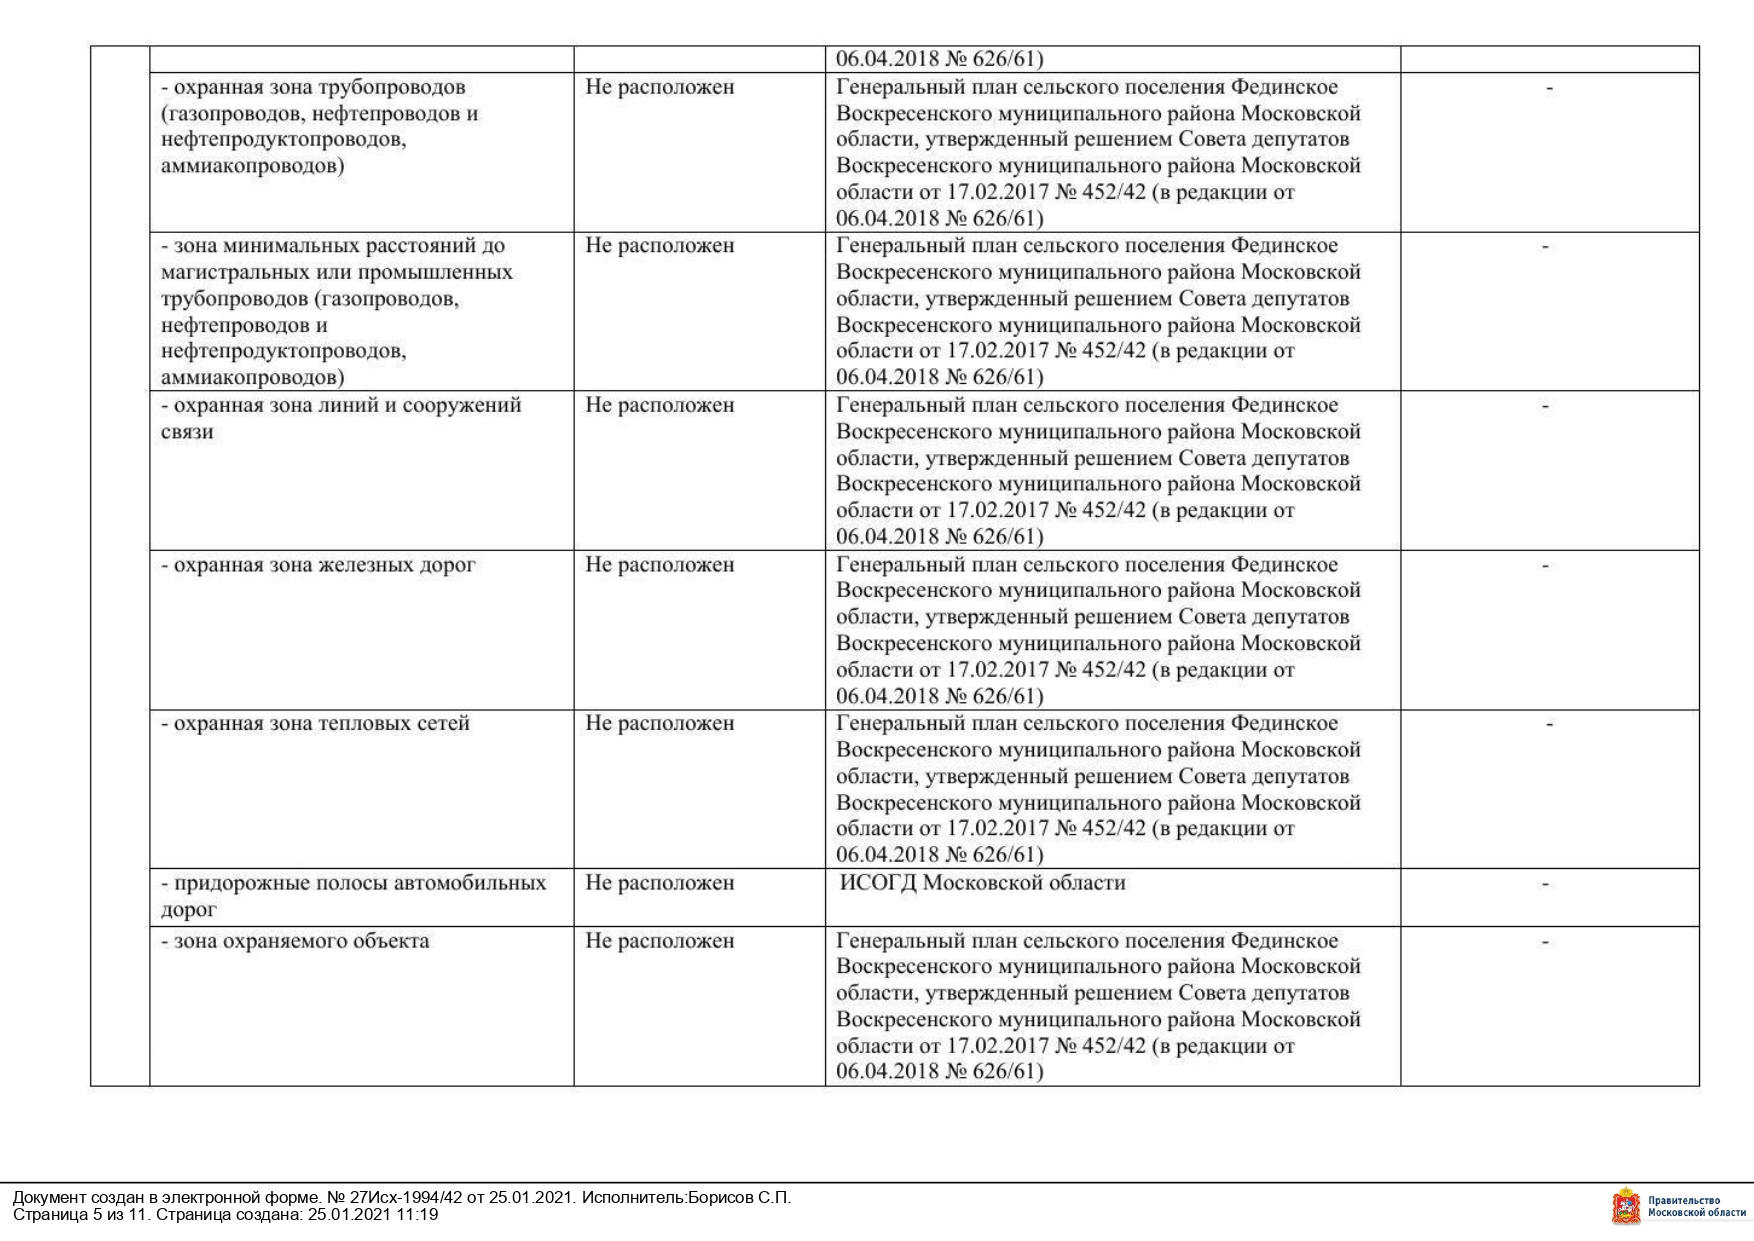 06.04.2018 № 626/61)
- охранная зона трубопроводов
(газопроводов, нефтепроводов и
нефтепродуктопроводов,
аммиакопроводов)
Не расположен
Генеральный план сельского поселения Фединское
Воскресенского муниципального района Московской
области, утвержденный решением Совета депутатов
Воскресенского муниципального района Московской
области от 17.02.2017 № 452/42 (в редакции от
06.04.2018 № 626/61)
-
- зона минимальных расстояний до
магистральных или промышленных
трубопроводов (газопроводов,
нефтепроводов и
нефтепродуктопроводов,
аммиакопроводов)
Не расположен
Генеральный план сельского поселения Фединское
Воскресенского муниципального района Московской
области, утвержденный решением Совета депутатов
Воскресенского муниципального района Московской
области от 17.02.2017 № 452/42 (в редакции от
06.04.2018 № 626/61)
-
- охранная зона линий и сооружений
связи
Не расположен
Генеральный план сельского поселения Фединское
Воскресенского муниципального района Московской
области, утвержденный решением Совета депутатов
Воскресенского муниципального района Московской
области от 17.02.2017 № 452/42 (в редакции от
06.04.2018 № 626/61)
-
- охранная зона железных дорог
Не расположен
Генеральный план сельского поселения Фединское
Воскресенского муниципального района Московской
области, утвержденный решением Совета депутатов
Воскресенского муниципального района Московской
области от 17.02.2017 № 452/42 (в редакции от
06.04.2018 № 626/61)
-
- охранная зона тепловых сетей
Не расположен
Генеральный план сельского поселения Фединское
Воскресенского муниципального района Московской
области, утвержденный решением Совета депутатов
Воскресенского муниципального района Московской
области от 17.02.2017 № 452/42 (в редакции от
06.04.2018 № 626/61)
-
- придорожные полосы автомобильных
дорог
Не расположен
ИСОГД Московской области
-
- зона охраняемого объекта
Не расположен
Генеральный план сельского поселения Фединское
Воскресенского муниципального района Московской
области, утвержденный решением Совета депутатов
Воскресенского муниципального района Московской
области от 17.02.2017 № 452/42 (в редакции от
06.04.2018 № 626/61)
-
Документ создан в электронной форме. № 27Исх-1994/42 от 25.01.2021. Исполнитель:Борисов С.П.
Страница 5 из 11. Страница создана: 25.01.2021 11:19
Правительство
Московской области